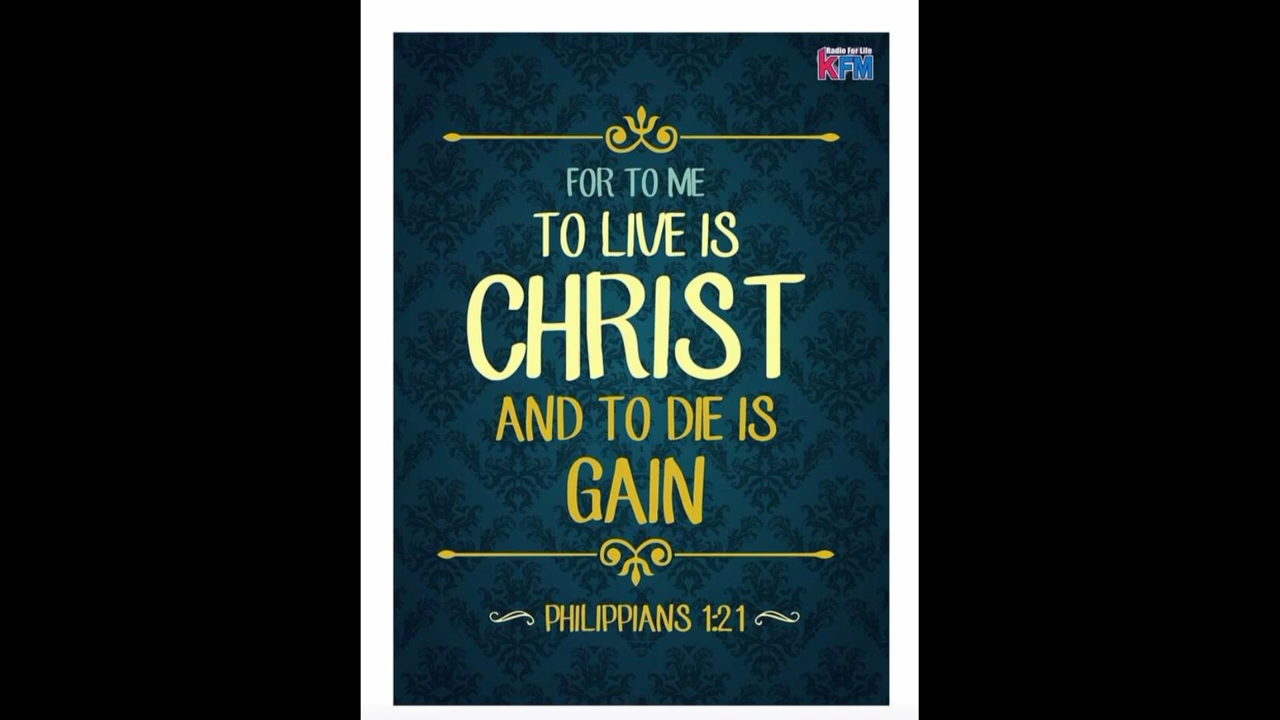 Radio For Life
KFM
FOR TO ME
TO LIVE IS
CHRIST
AND TO DIE IS
GAIN
PHILIPPIANS 1:21